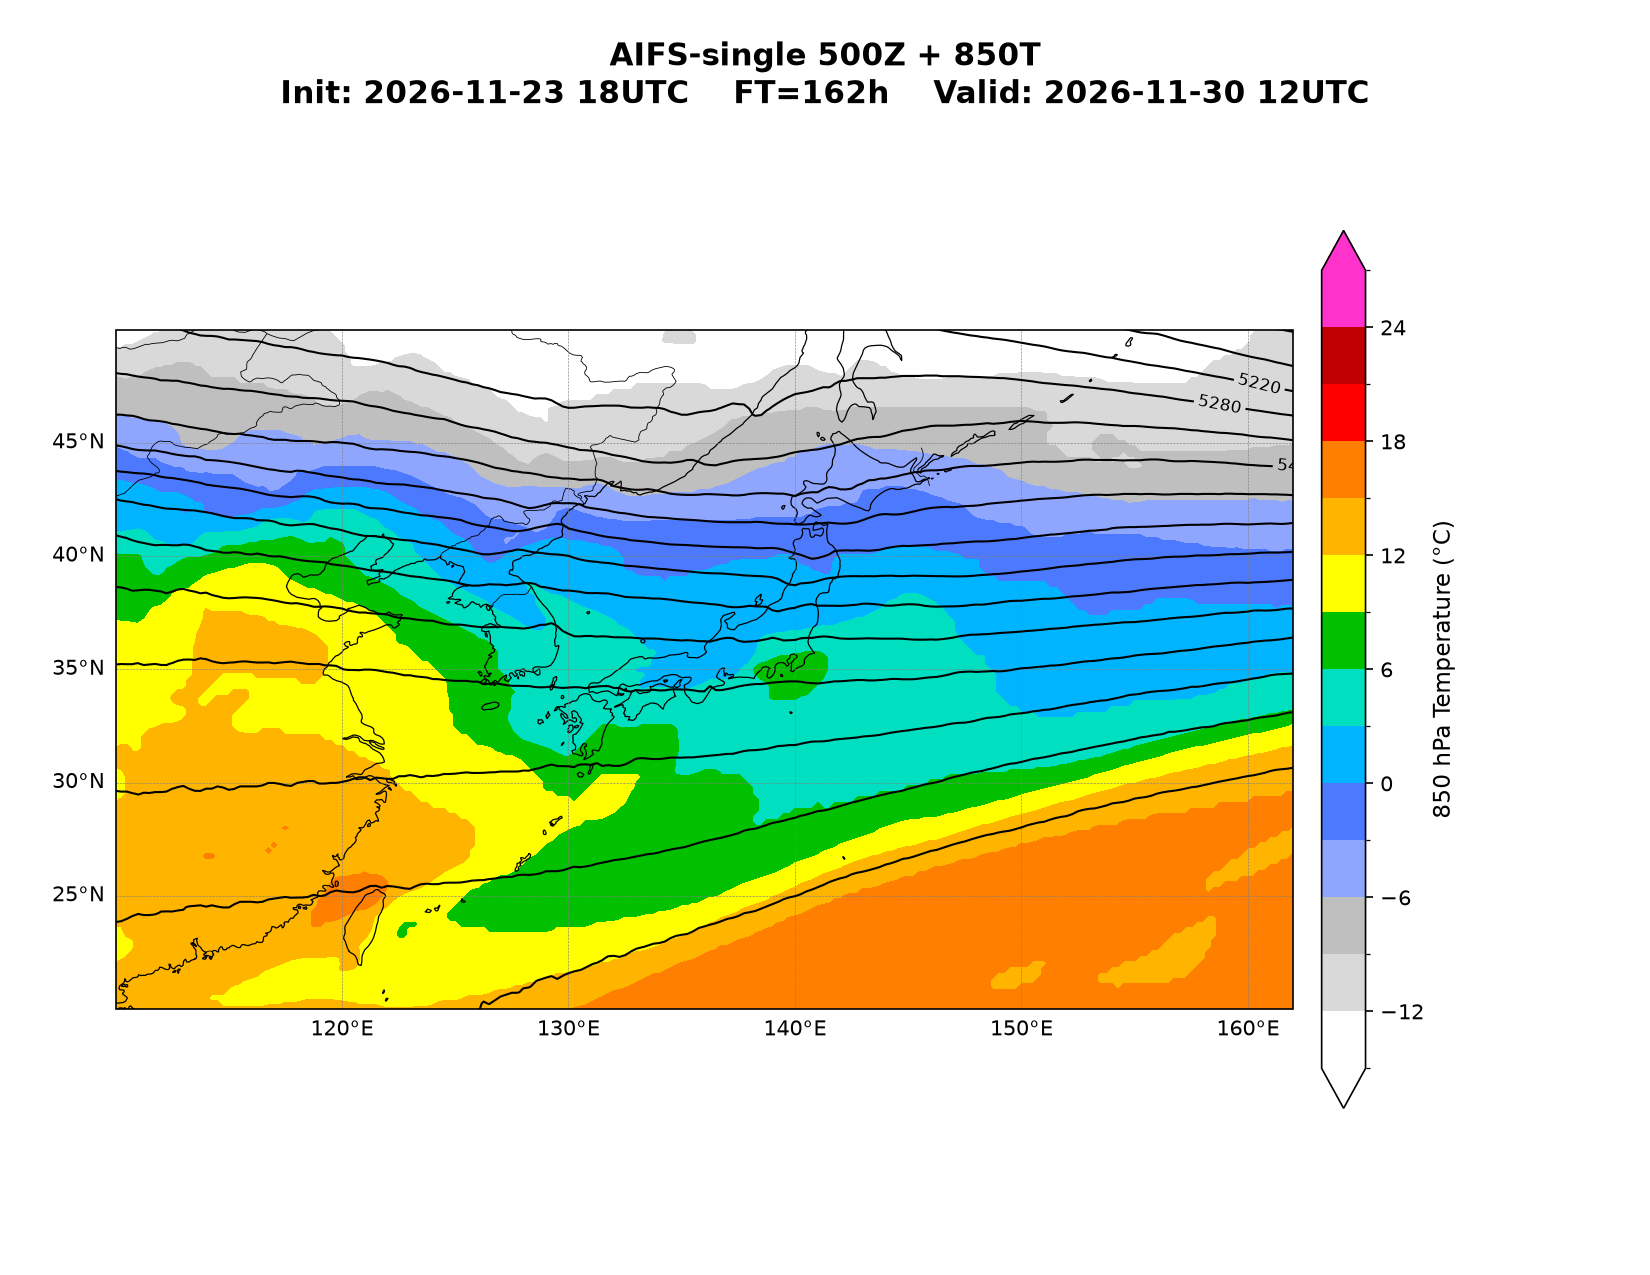 AIFS-single 500Z + 850T
Init: 2026-11-23 18UTC    FT=162h    Valid: 2026-11-30 12UTC
5220
5280
54
45°N
40°N
35°N
30°N
25°N
120°E
130°E
140°E
150°E
160°E
24
18
12
6
0
−6
−12
850 hPa Temperature (°C)